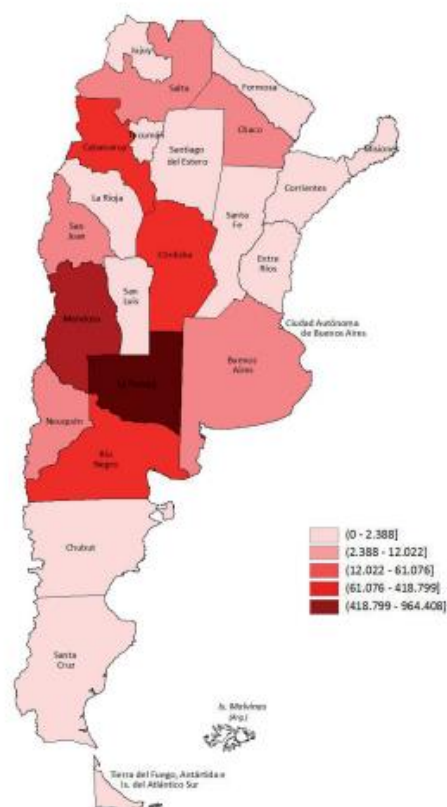 Jujuy
Salta
Formosa
Chaco
Misiones
Tucumán
Catamarca
Santiago
del Estero
Corrientes
La Rioja
Santa
Fe
San
Juan
Córdoba
Entre
Ríos
San
Luis
Ciudad Autónoma
de Buenos Aires
Mendoza
Buenos
Aires
La Pampa
Neuquén
Río
Negro
Chubut
Santa
Cruz
(0 - 2.388]
(2.388 - 12.022]
(12.022 - 61.076]
(61.076 - 418.799]
(418.799 - 964.408]
Is. Malvinas
(Arg.)
Tierra del Fuego, Antártida e
Is. del Atlántico Sur